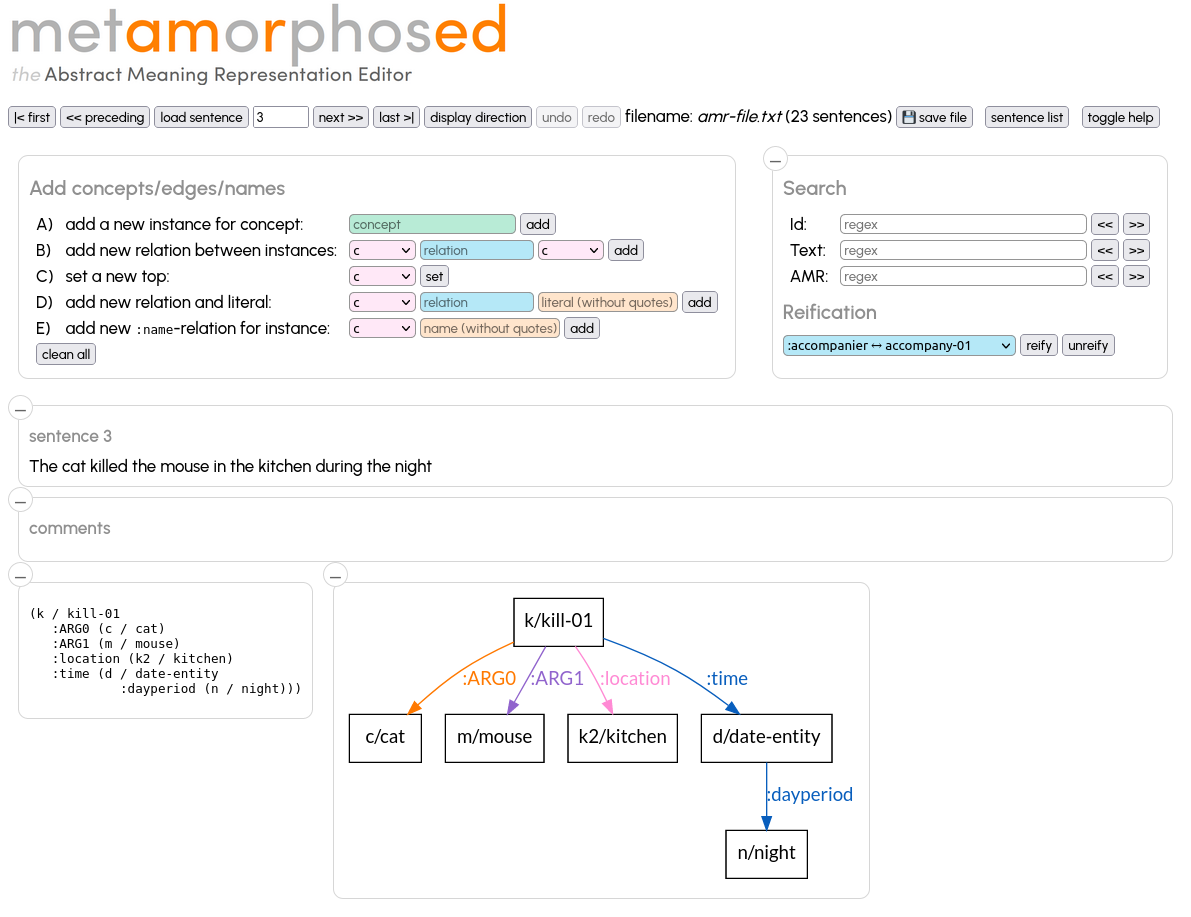 metamorphosed
the Abstract Meaning Representation Editor
|< first << preceding load sentence 3 next >> last >| display direction undo redo filename: amr-file.txt (23 sentences) 💾 save file sentence list toggle help
Add concepts/edges/names
A) add a new instance for concept: concept add
B) add new relation between instances: c relation c add
C) set a new top: c set
D) add new relation and literal: c relation literal (without quotes) add
E) add new :name-relation for instance: c name (without quotes) add
clean all
Search
Id: regex << >>
Text: regex << >>
AMR: regex << >>
Reification
:accompanier ↔ accompany-01 reify unreify
sentence 3
The cat killed the mouse in the kitchen during the night
comments
(k / kill-01
   :ARG0 (c / cat)
   :ARG1 (m / mouse)
   :location (k2 / kitchen)
   :time (d / date-entity
            :dayperiod (n / night)))
k/kill-01
:ARG0 :ARG1 :location :time
c/cat m/mouse k2/kitchen d/date-entity
:dayperiod
n/night